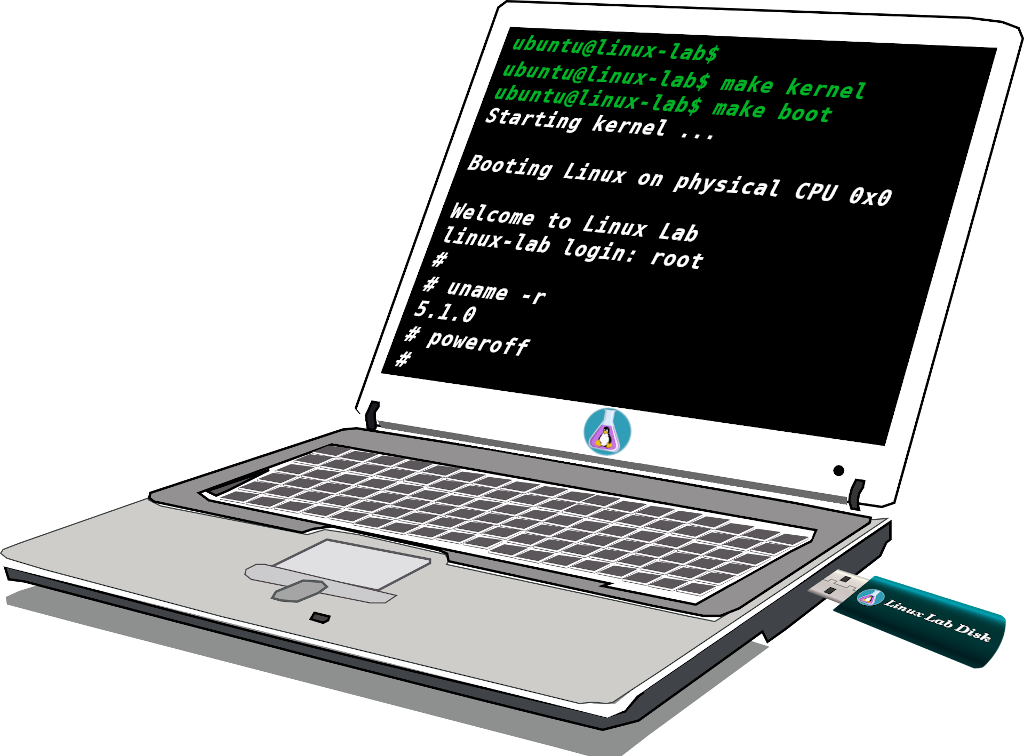 ubuntu@linux-lab$
ubuntu@linux-lab$ make kernel
ubuntu@linux-lab$ make boot
Starting kernel ...
Booting Linux on physical CPU 0x0
Welcome to Linux Lab
linux-lab login: root
#
# uname -r
5.1.0
# poweroff
#
Linux Lab Disk